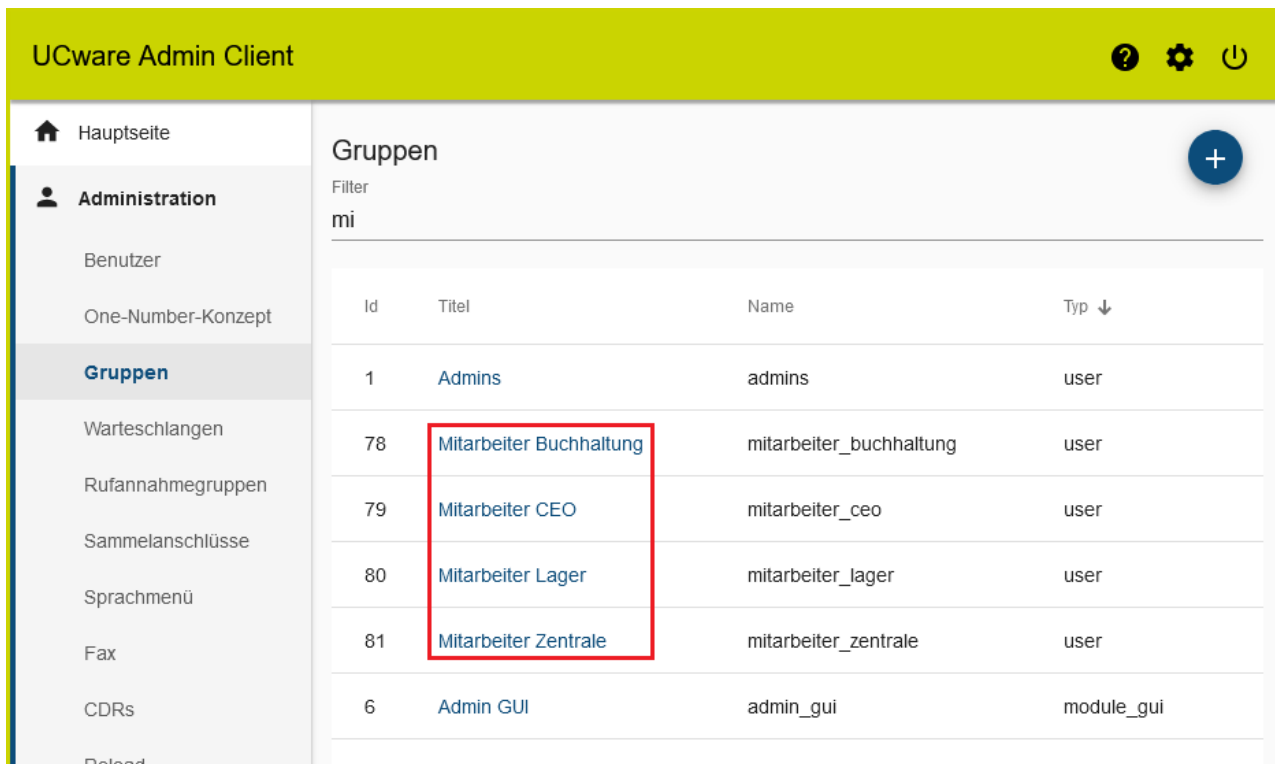 UCware Admin Client
Hauptseite
Administration
Benutzer
One-Number-Konzept
Gruppen
Warteschlangen
Rufannahmegruppen
Sammelanschlüsse
Sprachmenü
Fax
CDRs
Reload
Gruppen
Filter
mi
Id Titel Name Typ
1 Admins admins user
78 Mitarbeiter Buchhaltung mitarbeiter_buchhaltung user
79 Mitarbeiter CEO mitarbeiter_ceo user
80 Mitarbeiter Lager mitarbeiter_lager user
81 Mitarbeiter Zentrale mitarbeiter_zentrale user
6 Admin GUI admin_gui module_gui